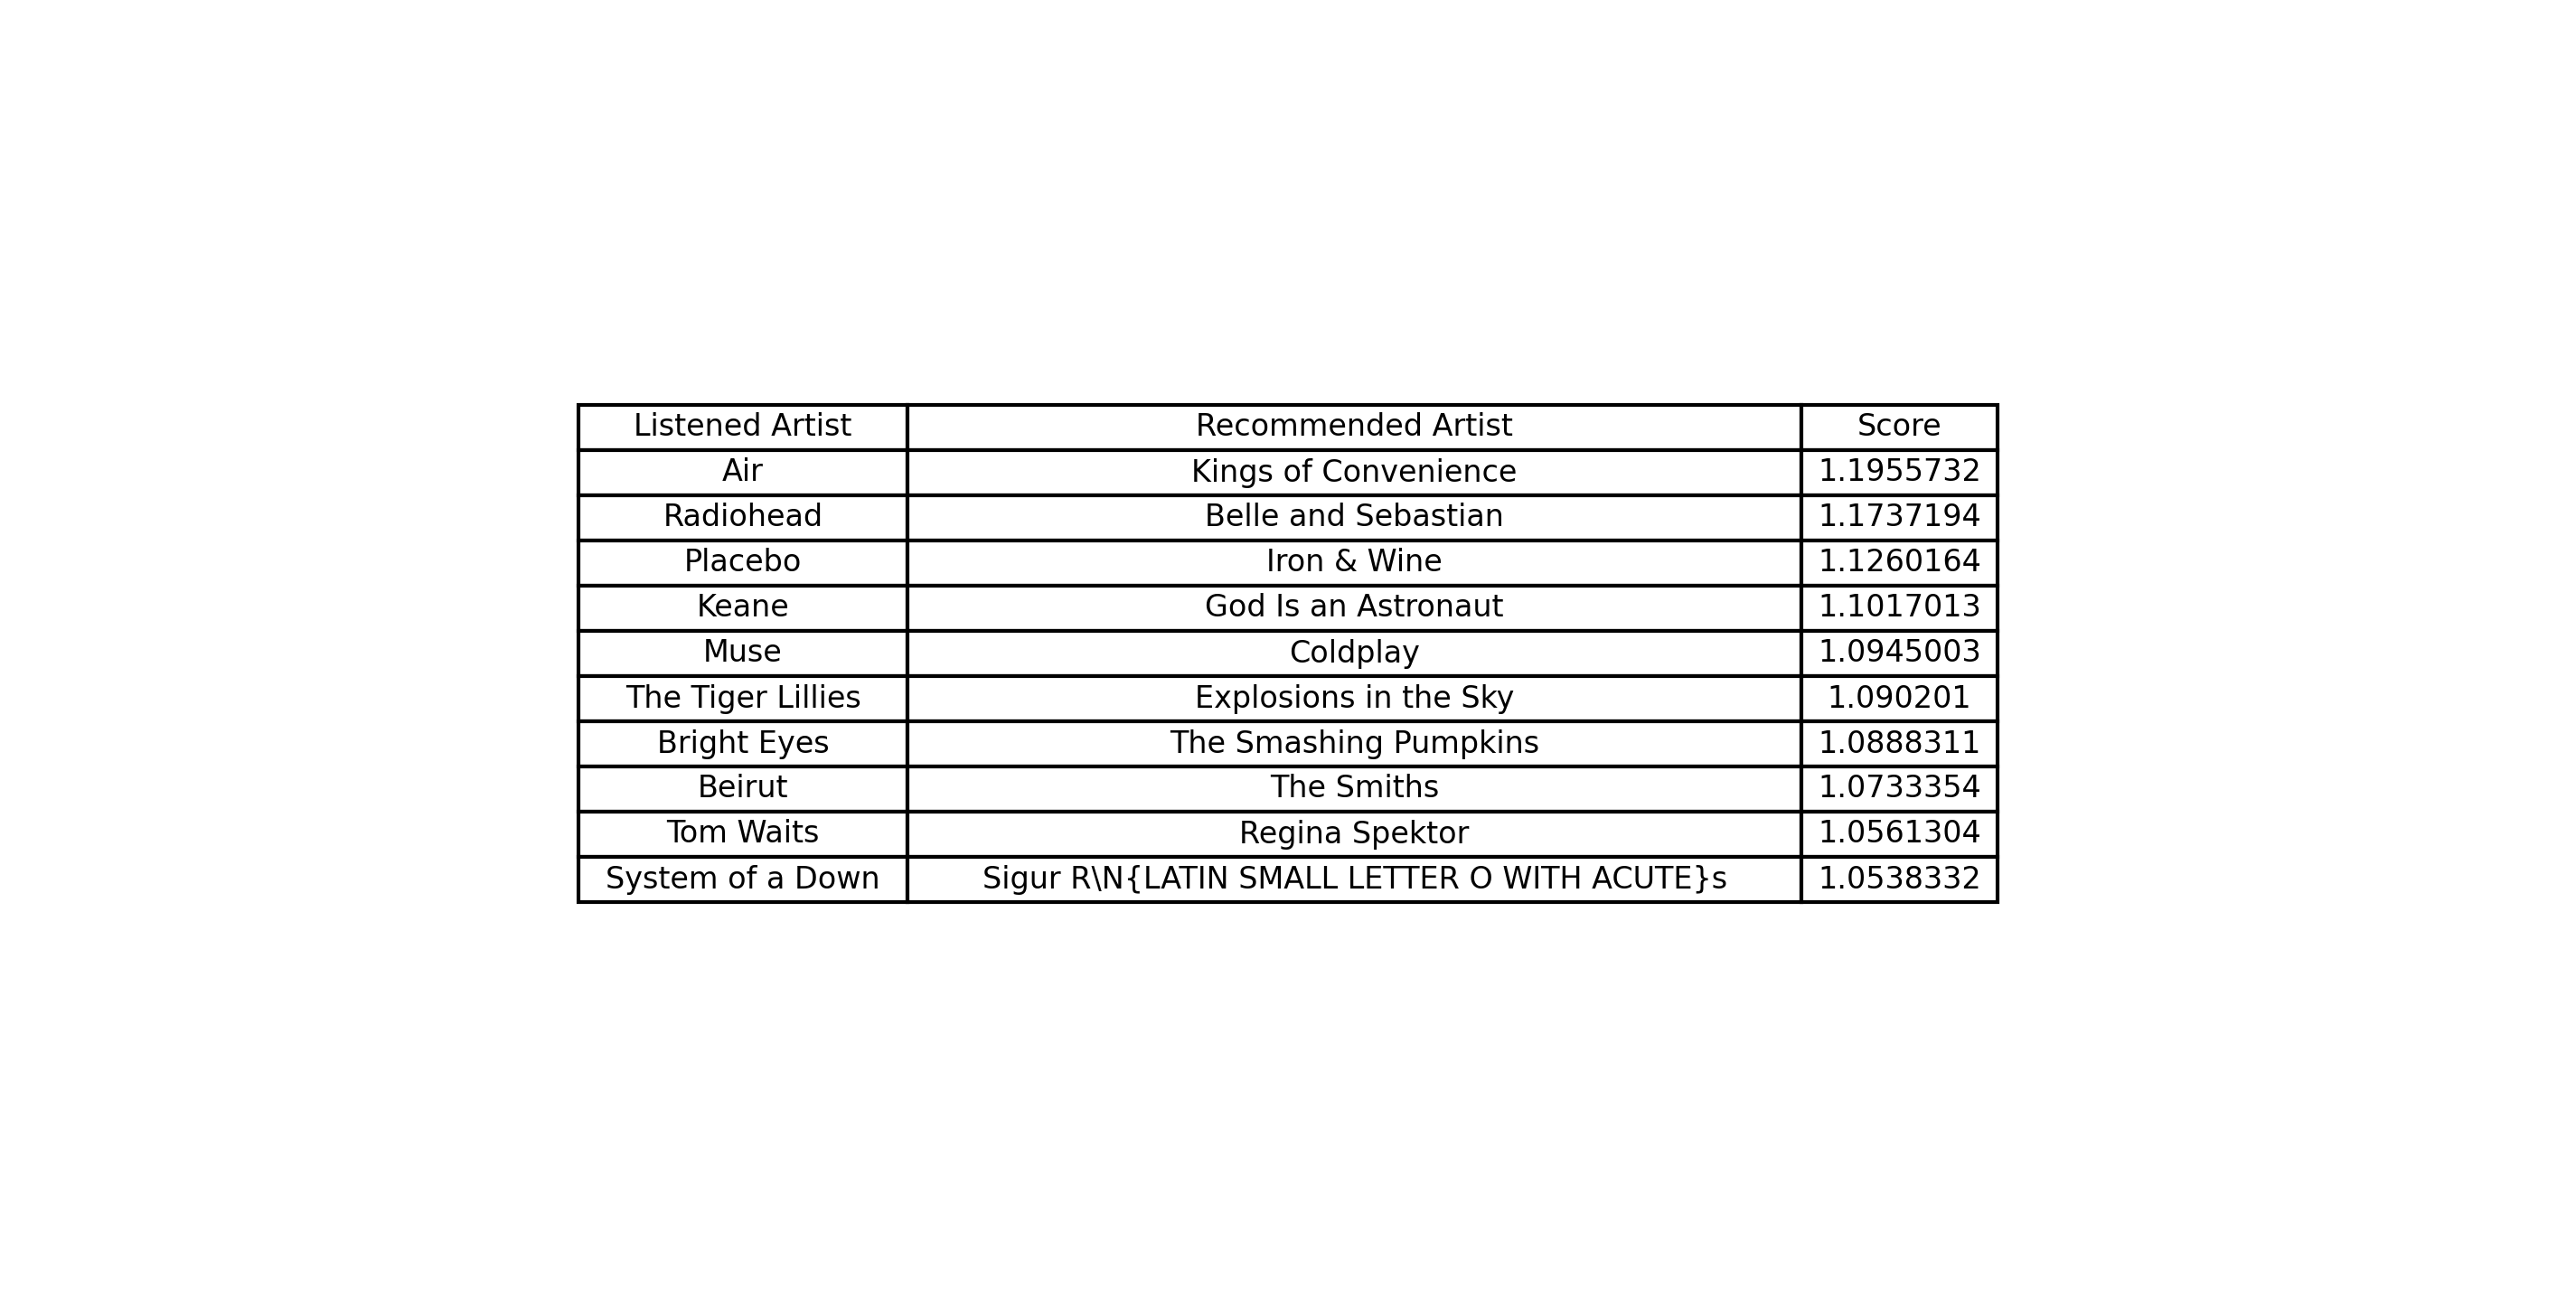 Listened Artist Recommended Artist Score
Air Kings of Convenience 1.1955732
Radiohead Belle and Sebastian 1.1737194
Placebo Iron & Wine 1.1260164
Keane God Is an Astronaut 1.1017013
Muse Coldplay 1.0945003
The Tiger Lillies Explosions in the Sky 1.090201
Bright Eyes The Smashing Pumpkins 1.0888311
Beirut The Smiths 1.0733354
Tom Waits Regina Spektor 1.0561304
System of a Down Sigur R\N{LATIN SMALL LETTER O WITH ACUTE}s 1.0538332